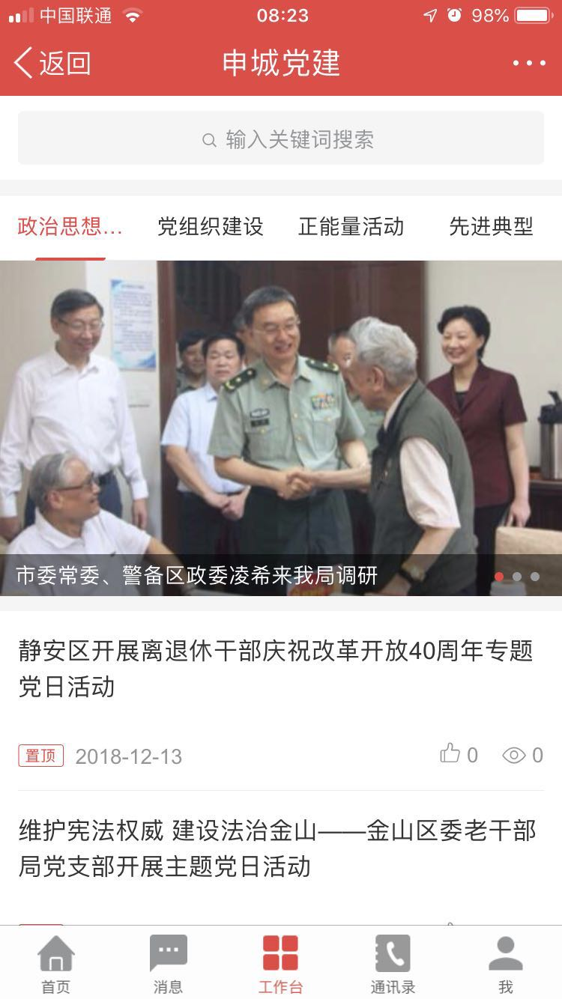 中国联通 08:23 98%
返回 申城党建
输入关键词搜索
政治思想... 党组织建设 正能量活动 先进典型
市委常委、警备区政委凌希来我局调研
静安区开展离退休干部庆祝改革开放40周年专题
党日活动
置顶 2018-12-13 0 0
维护宪法权威 建设法治金山——金山区委老干部
局党支部开展主题党日活动
首页 消息 工作台 通讯录 我